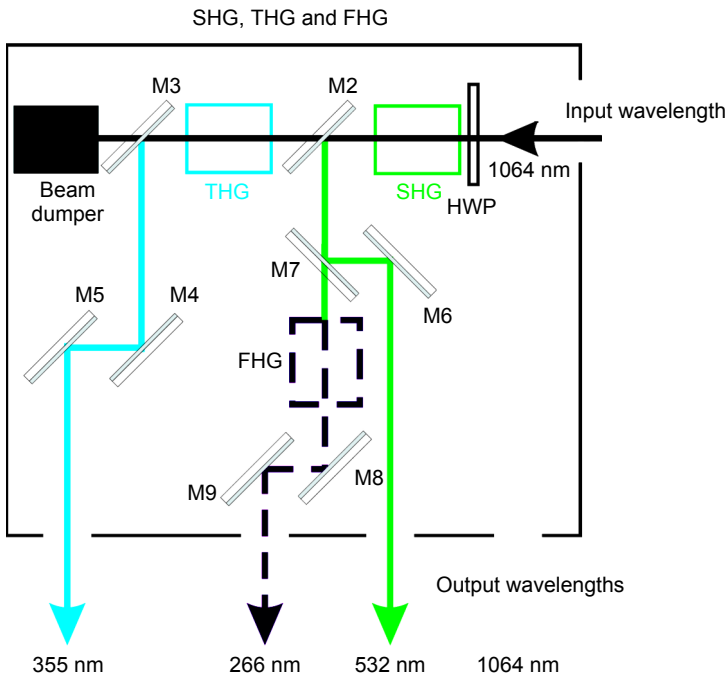 SHG, THG and FHG
M3
M2
Input wavelength
1064 nm
Beam
dumper
THG
SHG
HWP
M7
M6
M5
M4
FHG
M9
M8
Output wavelengths
355 nm
266 nm
532 nm
1064 nm